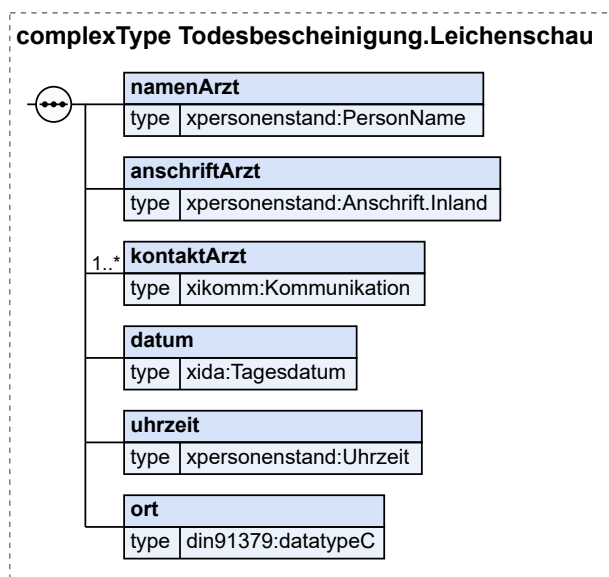 complexType Todesbescheinigung.Leichenschau
namenArzt
type xpersonenstand:PersonName
anschriftArzt
type xpersonenstand:Anschrift.Inland
1..*
kontaktArzt
type xikomm:Kommunikation
datum
type xida:Tagesdatum
uhrzeit
type xpersonenstand:Uhrzeit
ort
type din91379:datatypeC